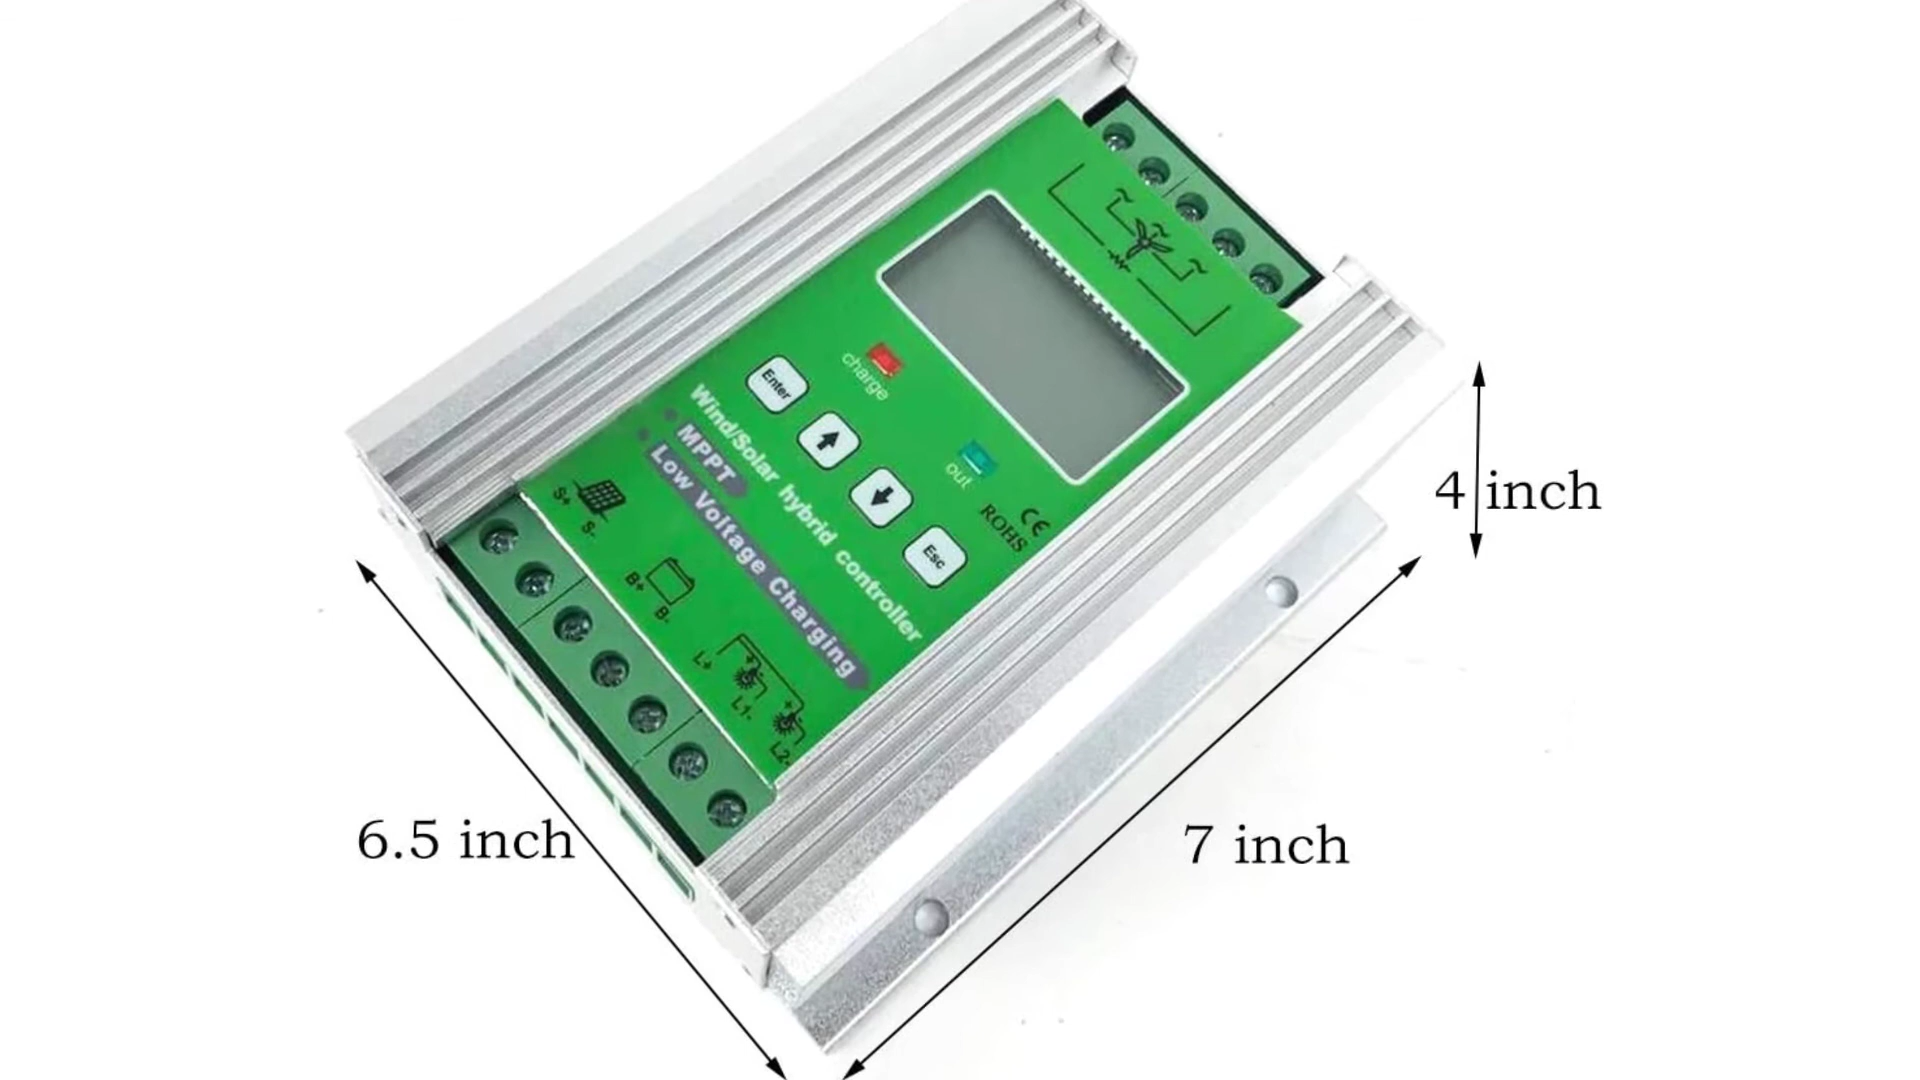 charge
Enter
out
Esc
CE
ROHS
Wind/Solar hybrid controller
MPPT
Low Voltage Charging
S+
S-
B+
B-
L+
L1-
L2-
4 inch
6.5 inch
7 inch